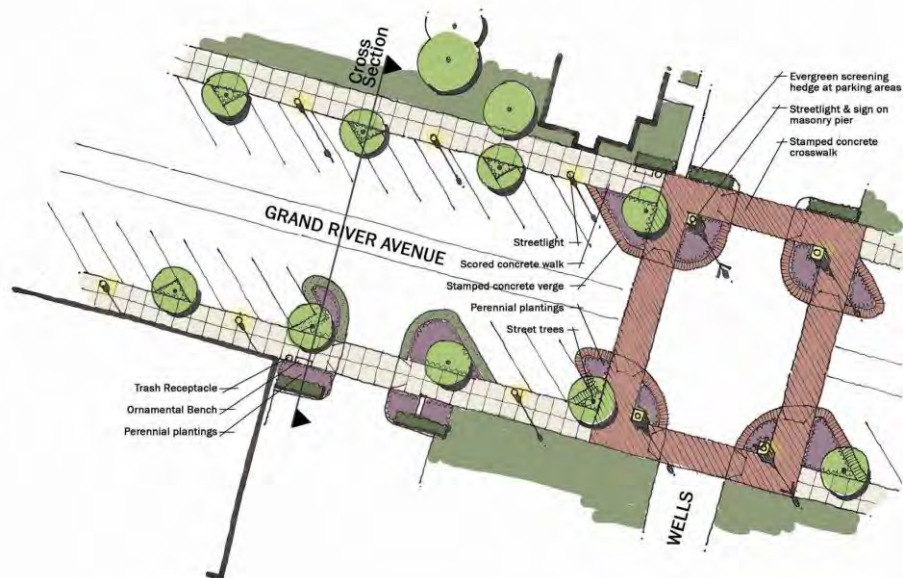 Cross
Section
Evergreen screening
hedge at parking areas
Streetlight & sign on
masonry pier
Stamped concrete
crosswalk
GRAND RIVER AVENUE
Streetlight
Scored concrete walk
Stamped concrete verge
Perennial plantings
Street trees
Trash Receptacle
Ornamental Bench
Perennial plantings
WELLS